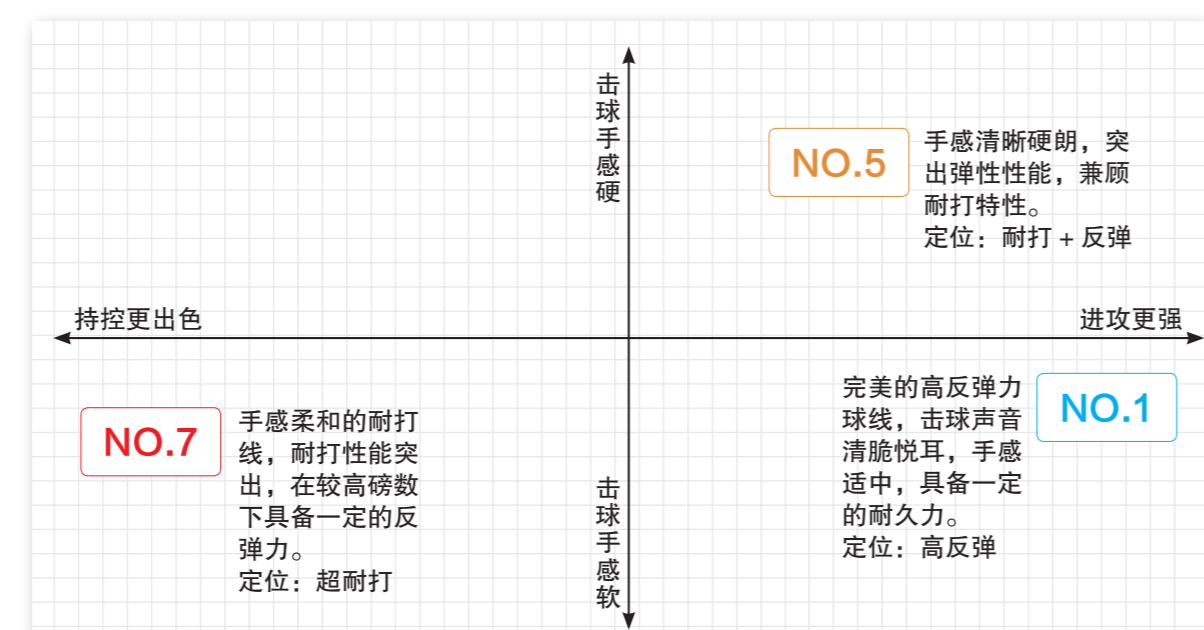 击球手感硬
NO.5
手感清晰硬朗，突
出弹性性能，兼顾
耐打特性。
定位：耐打 + 反弹
持控更出色
进攻更强
NO.7
手感柔和的耐打
线，耐打性能突
出，在较高磅数
下具备一定的反
弹力。
定位：超耐打
击球手感软
完美的高反弹力
球线，击球声音
清脆悦耳，手感
适中，具备一定
的耐久力。
定位：高反弹
NO.1